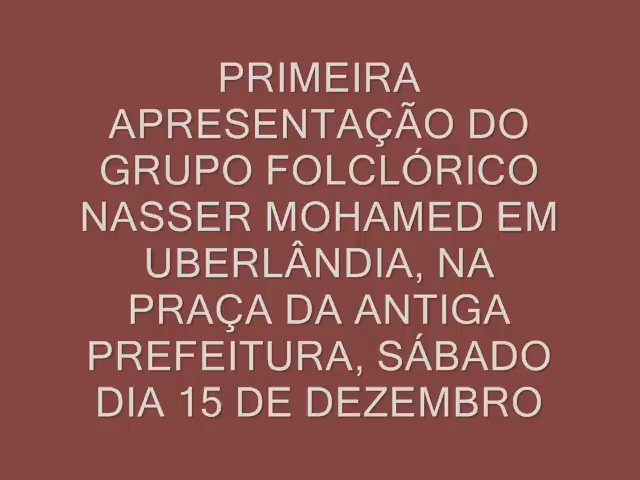 PRIMEIRA
APRESENTAÇÃO DO
GRUPO FOLCLÓRICO
NASSER MOHAMED EM
UBERLÂNDIA, NA
PRAÇA DA ANTIGA
PREFEITURA, SÁBADO
DIA 15 DE DEZEMBRO